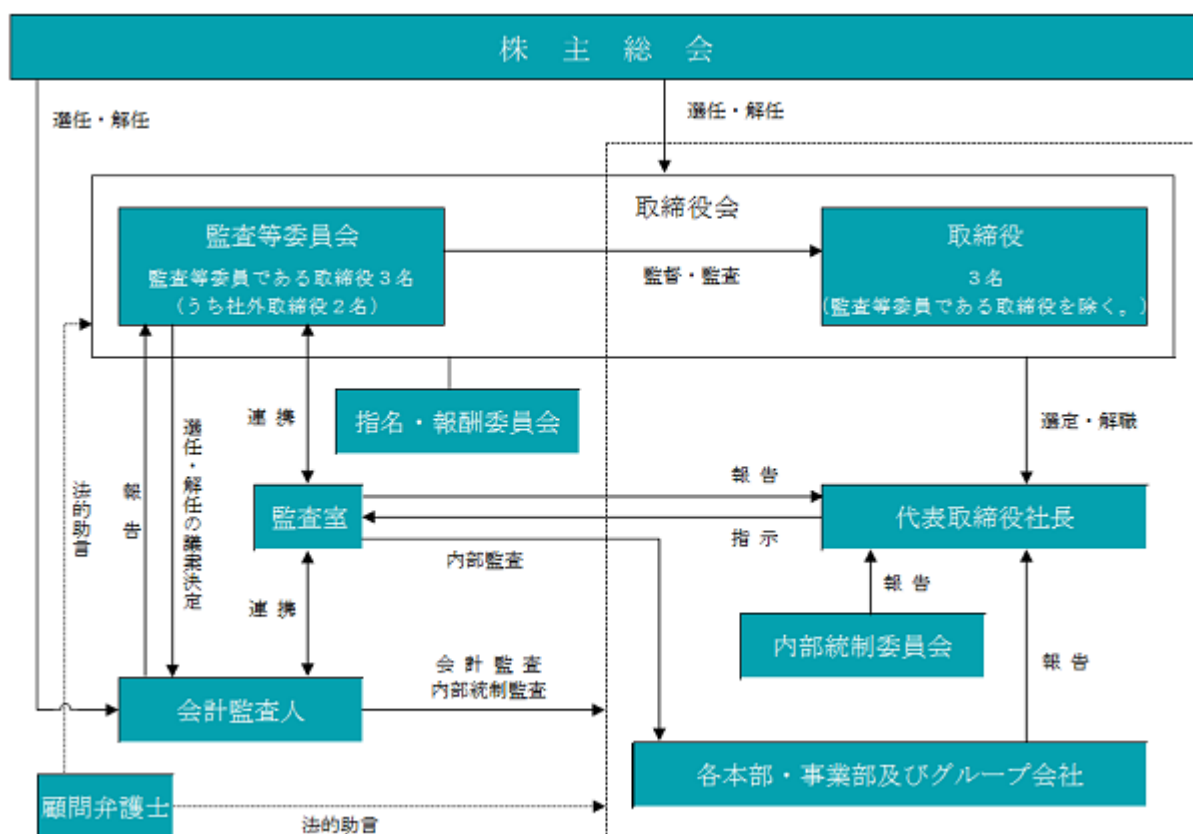 株主総会
選任・解任
選任・解任
取締役会
監査等委員会
監査等委員である取締役３名
（うち社外取締役２名）
監督・監査
取締役
３名
（監査等委員である取締役を除く。）
指名・報酬委員会
選定・解職
連携
選任・解任の議案決定
報告
法的助言
監査室
報告
指示
代表取締役社長
内部監査
連携
報告
内部統制委員会
報告
会計監査
内部統制監査
会計監査人
各本部・事業部及びグループ会社
顧問弁護士
法的助言